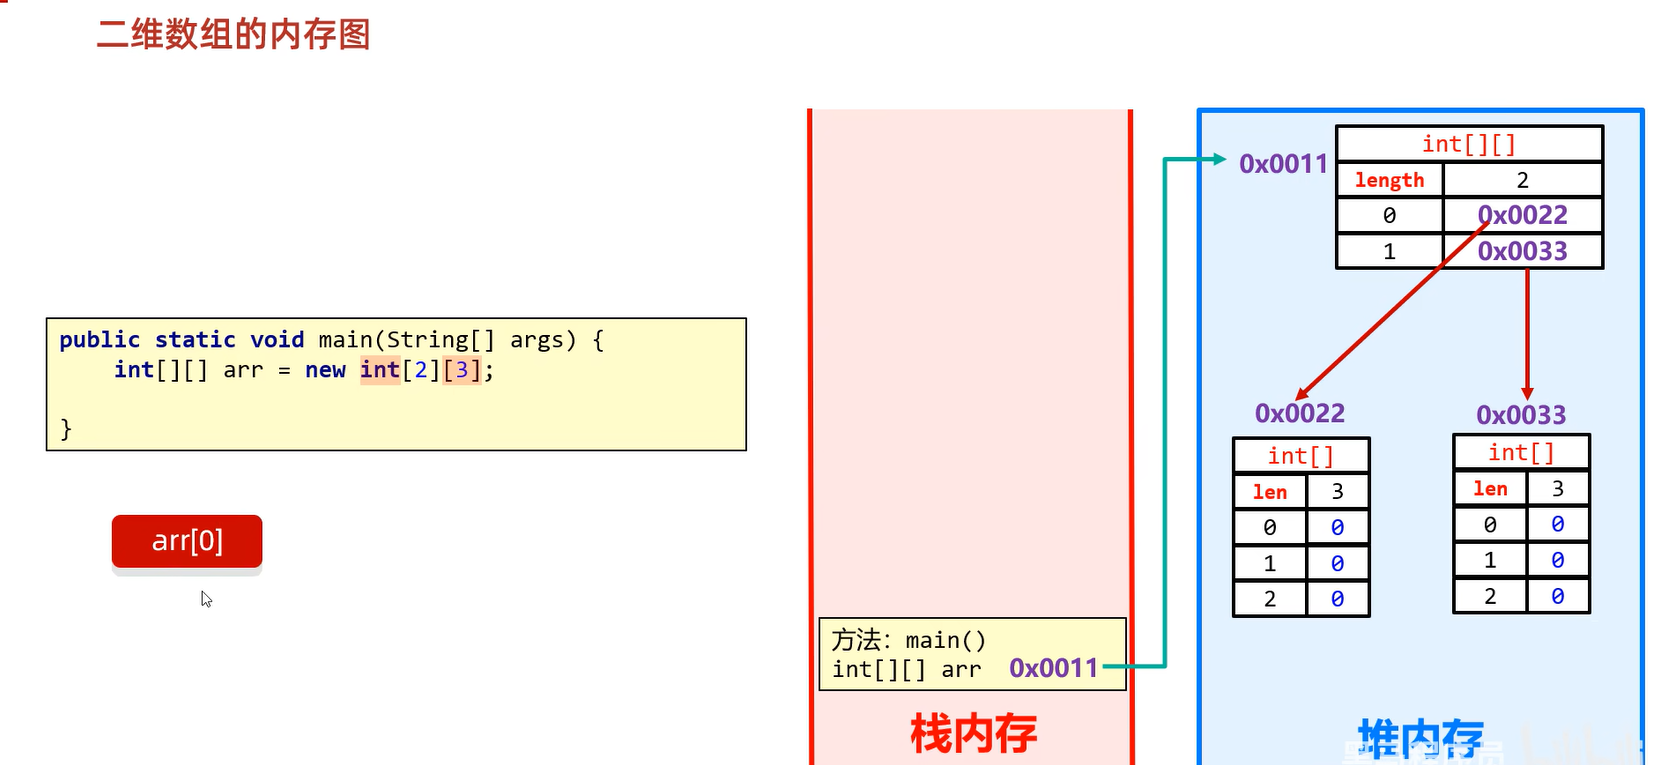 二维数组的内存图
public static void main(String[] args) {
int[][] arr = new int[2][3];
}
arr[0]
方法: main()
int[][] arr 0x0011
栈内存
0x0011
int[][]
length 2
0 0x0022
1 0x0033
0x0022
int[]
len 3
0 0
1 0
2 0
0x0033
int[]
len 3
0 0
1 0
2 0
堆内存